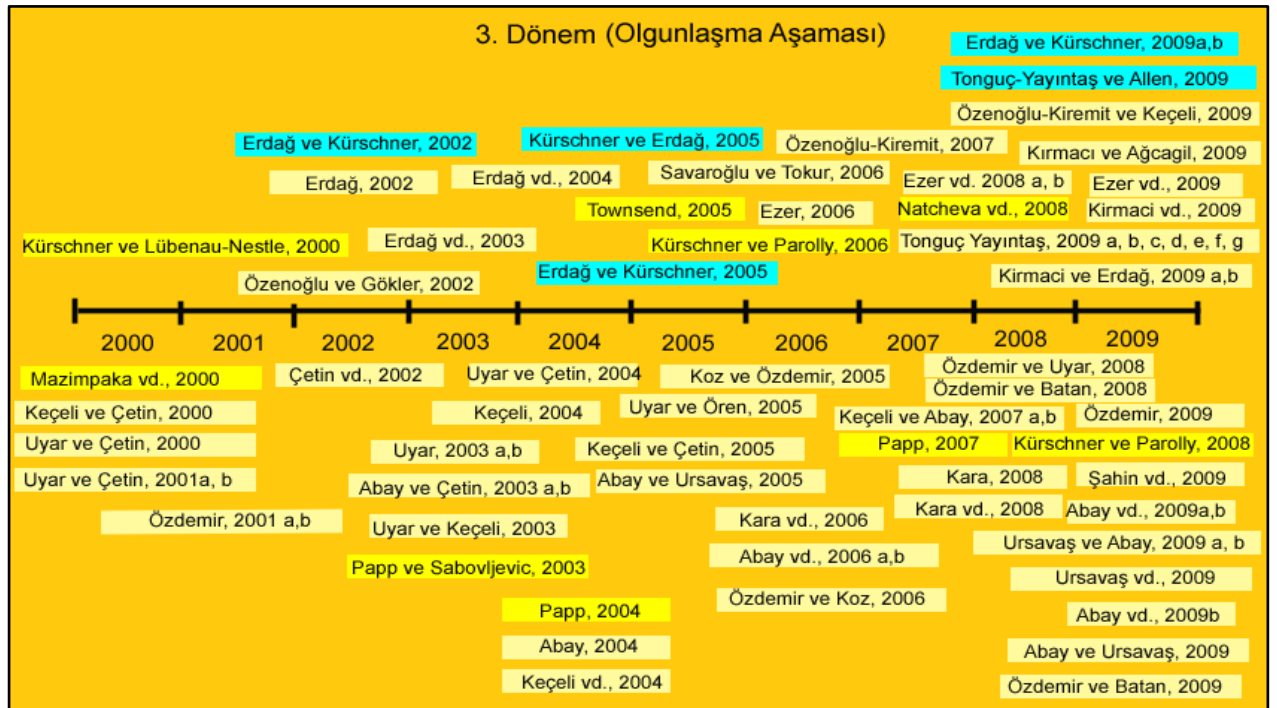 3. Dönem (Olgunlaşma Aşaması)
Erdağ ve Kürschner, 2009a,b
Tonguç-Yayıntaş ve Allen, 2009
Özenoğlu-Kiremit ve Keçeli, 2009
Erdağ ve Kürschner, 2002
Kürschner ve Erdağ, 2005
Özenoğlu-Kiremit, 2007
Kırmacı ve Ağcagil, 2009
Erdağ, 2002
Erdağ vd., 2004
Savaroğlu ve Tokur, 2006
Ezer vd. 2008 a, b
Ezer vd., 2009
Townsend, 2005
Ezer, 2006
Natcheva vd., 2008
Kirmaci vd., 2009
Kürschner ve Lübenau-Nestle, 2000
Erdağ vd., 2003
Kürschner ve Parolly, 2006
Tonguç Yayıntaş, 2009 a, b, c, d, e, f, g
Özenoğlu ve Gökler, 2002
Erdağ ve Kürschner, 2005
Kirmaci ve Erdağ, 2009 a,b
2000 2001 2002 2003 2004 2005 2006 2007 2008 2009
Mazimpaka vd., 2000
Çetin vd., 2002
Uyar ve Çetin, 2004
Koz ve Özdemir, 2005
Özdemir ve Uyar, 2008
Özdemir ve Batan, 2008
Keçeli ve Çetin, 2000
Keçeli, 2004
Uyar ve Ören, 2005
Keçeli ve Abay, 2007 a,b
Özdemir, 2009
Uyar ve Çetin, 2000
Uyar, 2003 a,b
Keçeli ve Çetin, 2005
Papp, 2007
Kürschner ve Parolly, 2008
Uyar ve Çetin, 2001a, b
Abay ve Çetin, 2003 a,b
Abay ve Ursavaş, 2005
Kara, 2008
Şahin vd., 2009
Özdemir, 2001 a,b
Uyar ve Keçeli, 2003
Kara vd., 2006
Kara vd., 2008
Abay vd., 2009a,b
Papp ve Sabovljevic, 2003
Abay vd., 2006 a,b
Ursavaş ve Abay, 2009 a, b
Papp, 2004
Özdemir ve Koz, 2006
Ursavaş vd., 2009
Abay, 2004
Abay vd., 2009b
Keçeli vd., 2004
Abay ve Ursavaş, 2009
Özdemir ve Batan, 2009